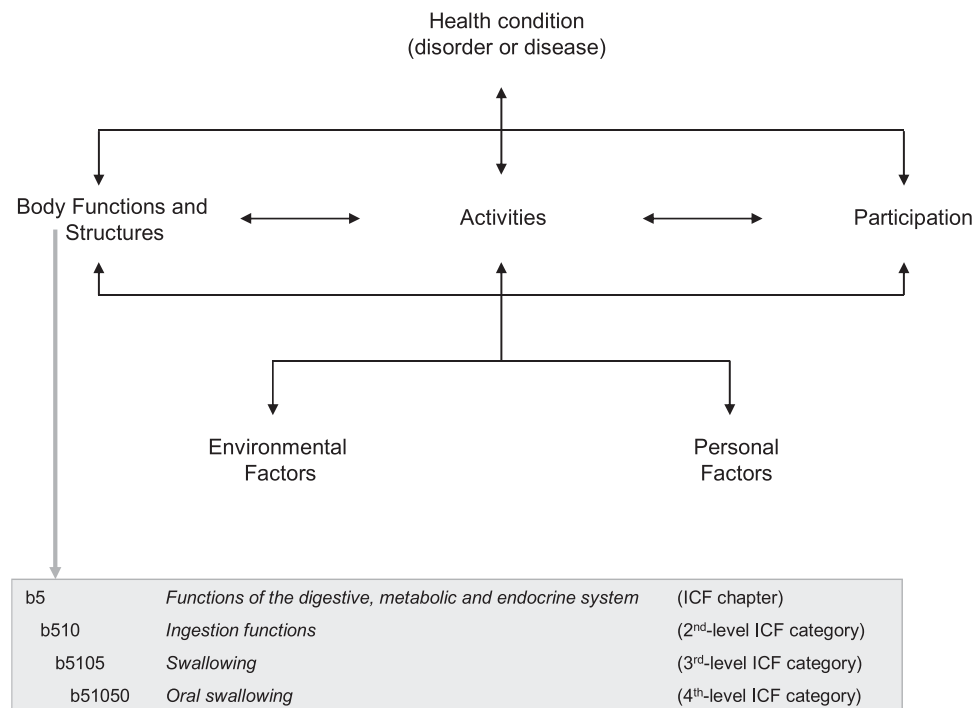 Health condition
(disorder or disease)
Body Functions and
Structures
Activities
Participation
Environmental
Factors
Personal
Factors
b5 Functions of the digestive, metabolic and endocrine system (ICF chapter)
b510 Ingestion functions (2nd-level ICF category)
b5105 Swallowing (3rd-level ICF category)
b51050 Oral swallowing (4th-level ICF category)